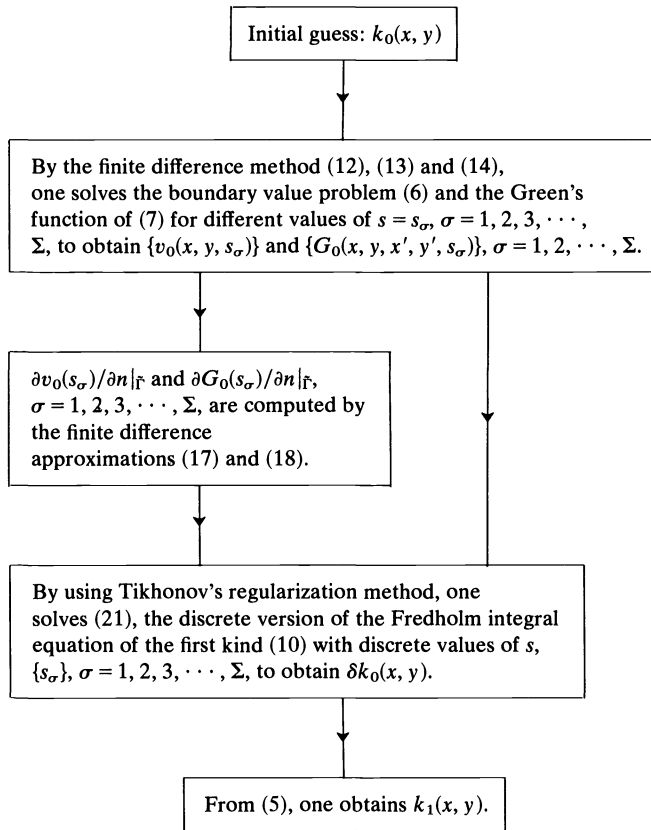 Initial guess: k₀(x, y)
By the finite difference method (12), (13) and (14),
one solves the boundary value problem (6) and the Green's
function of (7) for different values of s = s_σ, σ = 1, 2, 3, · · · ,
Σ, to obtain {v₀(x, y, s_σ)} and {G₀(x, y, x′, y′, s_σ)}, σ = 1, 2, · · · , Σ.
∂v₀(s_σ)/∂n|_Γ̃ and ∂G₀(s_σ)/∂n|_Γ̃,
σ = 1, 2, 3, · · · , Σ, are computed by
the finite difference
approximations (17) and (18).
By using Tikhonov's regularization method, one
solves (21), the discrete version of the Fredholm integral
equation of the first kind (10) with discrete values of s,
{s_σ}, σ = 1, 2, 3, · · · , Σ, to obtain δk₀(x, y).
From (5), one obtains k₁(x, y).